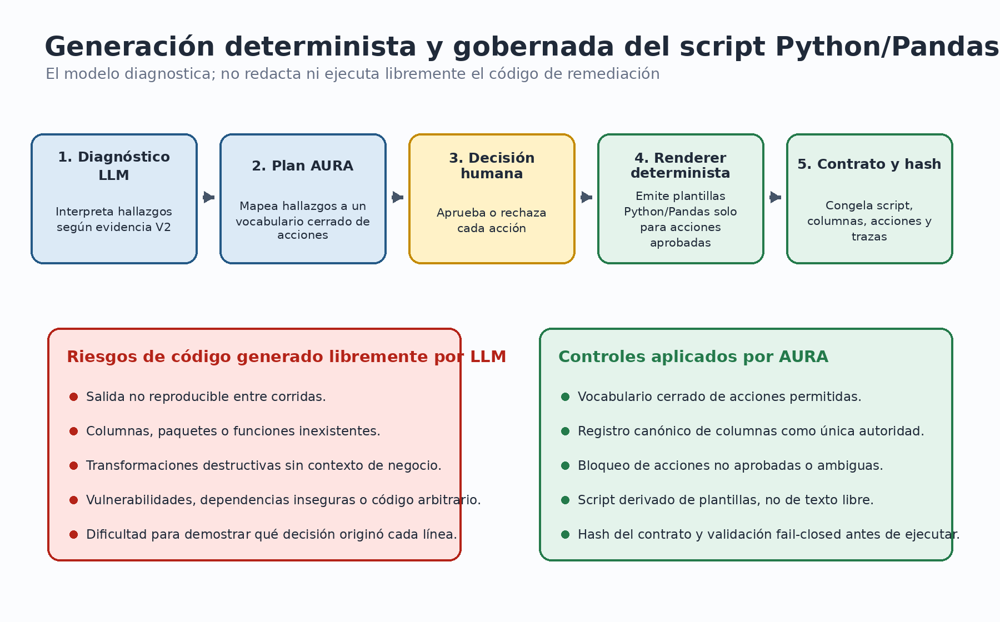 Generación determinista y gobernada del script Python/Pandas
El modelo diagnostica; no redacta ni ejecuta libremente el código de remediación
1. Diagnóstico
LLM
Interpreta hallazgos
según evidencia V2
2. Plan AURA
Mapea hallazgos a un
vocabulario cerrado de
acciones
3. Decisión
humana
Aprueba o rechaza
cada acción
4. Renderer
determinista
Emite plantillas
Python/Pandas solo
para acciones
aprobadas
5. Contrato y hash
Congela script,
columnas, acciones y
trazas
Riesgos de código generado libremente por LLM
Salida no reproducible entre corridas.
Columnas, paquetes o funciones inexistentes.
Transformaciones destructivas sin contexto de negocio.
Vulnerabilidades, dependencias inseguras o código arbitrario.
Dificultad para demostrar qué decisión originó cada línea.
Controles aplicados por AURA
Vocabulario cerrado de acciones permitidas.
Registro canónico de columnas como única autoridad.
Bloqueo de acciones no aprobadas o ambiguas.
Script derivado de plantillas, no de texto libre.
Hash del contrato y validación fail-closed antes de ejecutar.